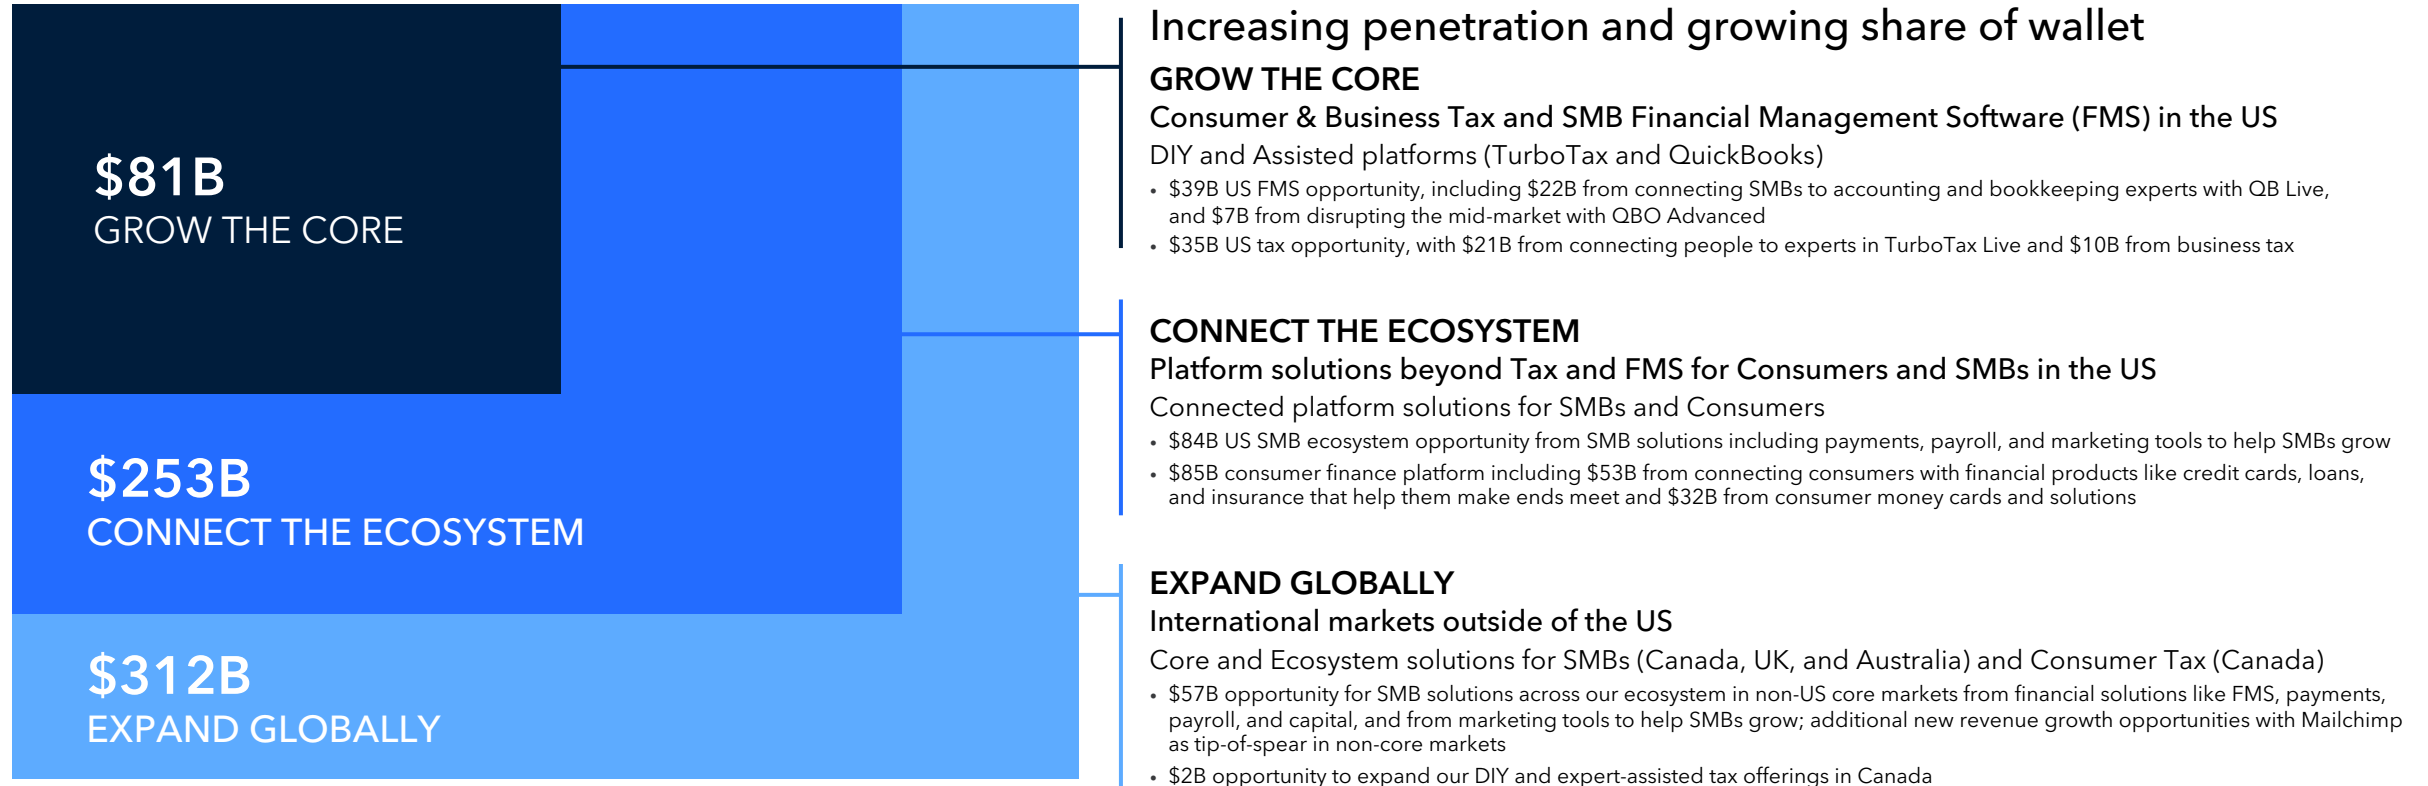 $81B
GROW THE CORE
$253B
CONNECT THE ECOSYSTEM
$312B
EXPAND GLOBALLY
Increasing penetration and growing share of wallet
GROW THE CORE
Consumer & Business Tax and SMB Financial Management Software (FMS) in the US
DIY and Assisted platforms (TurboTax and QuickBooks)
• $39B US FMS opportunity, including $22B from connecting SMBs to accounting and bookkeeping experts with QB Live,
and $7B from disrupting the mid-market with QBO Advanced
• $35B US tax opportunity, with $21B from connecting people to experts in TurboTax Live and $10B from business tax
CONNECT THE ECOSYSTEM
Platform solutions beyond Tax and FMS for Consumers and SMBs in the US
Connected platform solutions for SMBs and Consumers
• $84B US SMB ecosystem opportunity from SMB solutions including payments, payroll, and marketing tools to help SMBs grow
• $85B consumer finance platform including $53B from connecting consumers with financial products like credit cards, loans,
and insurance that help them make ends meet and $32B from consumer money cards and solutions
EXPAND GLOBALLY
International markets outside of the US
Core and Ecosystem solutions for SMBs (Canada, UK, and Australia) and Consumer Tax (Canada)
• $57B opportunity for SMB solutions across our ecosystem in non-US core markets from financial solutions like FMS, payments,
payroll, and capital, and from marketing tools to help SMBs grow; additional new revenue growth opportunities with Mailchimp
as tip-of-spear in non-core markets
• $2B opportunity to expand our DIY and expert-assisted tax offerings in Canada